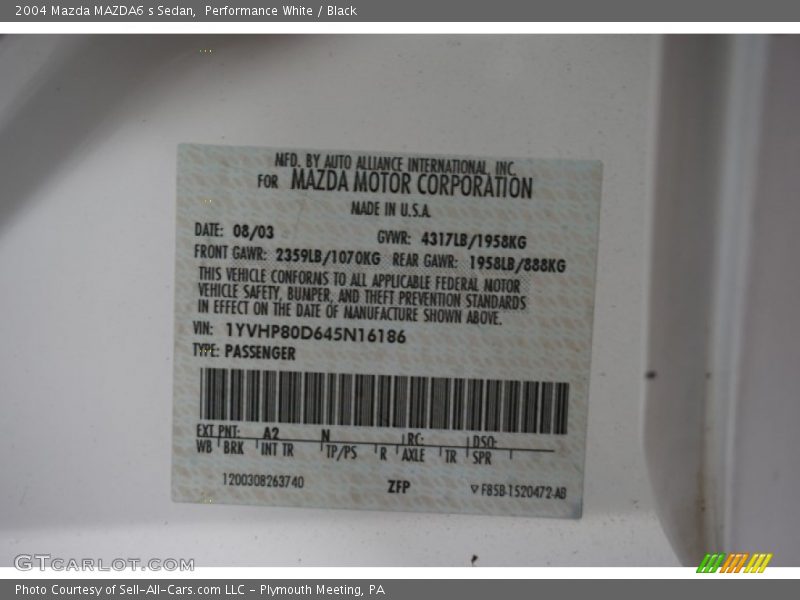 2004 Mazda MAZDA6 s Sedan,  Performance White / Black
MFD. BY AUTO ALLIANCE INTERNATIONAL, INC.
FOR MAZDA MOTOR CORPORATION
MADE IN U.S.A.
DATE: 08/03 GVWR: 4317LB/1958KG
FRONT GAWR: 2359LB/1070KG REAR GAWR: 1958LB/888KG
THIS VEHICLE CONFORMS TO ALL APPLICABLE FEDERAL MOTOR
VEHICLE SAFETY, BUMPER, AND THEFT PREVENTION STANDARDS
IN EFFECT ON THE DATE OF MANUFACTURE SHOWN ABOVE.
VIN: 1YVHP80D645N16186
TYPE: PASSENGER
EXT PNT: A2 N RC: DSO:
WB BRK INT TR TP/PS R AXLE TR SPR
1200308263740 ZFP ▽F85B-1520472-AB
GTcarlot.com
Photo Courtesy of Sell-All-Cars.com LLC - Plymouth Meeting, PA